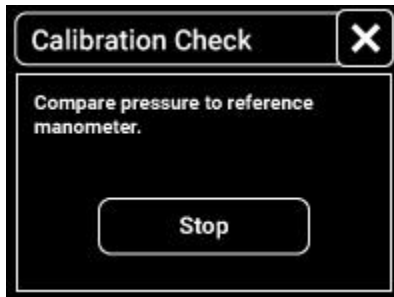 Calibration Check
Compare pressure to reference
manometer.
Stop